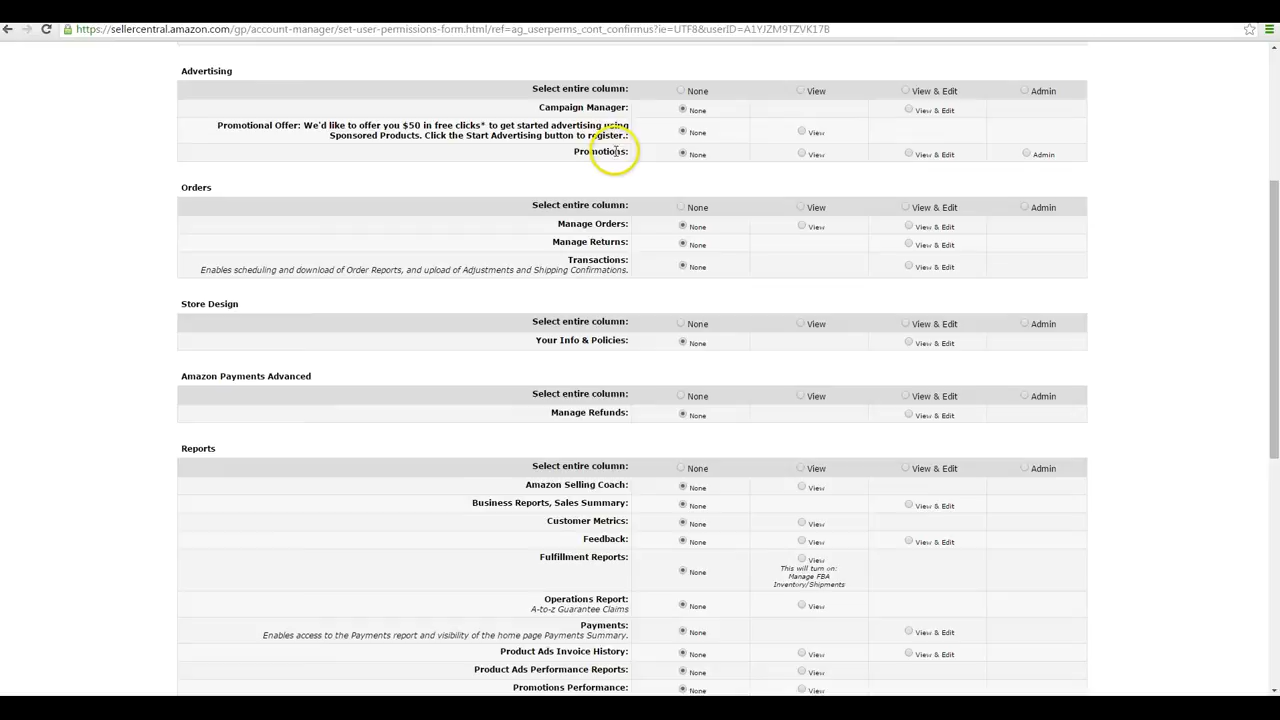 https://sellercentral.amazon.com/gp/account-manager/set-user-permissions-form.html/ref=ag_userperms_cont_confirmus?ie=UTF8&userID=A1YJZM9TZVK17B
Advertising
Select entire column: None View View & Edit Admin
Campaign Manager: None View & Edit
Promotional Offer: We'd like to offer you $50 in free clicks* to get started advertising using
Sponsored Products. Click the Start Advertising button to register.: None View
Promotions: None View View & Edit Admin
Orders
Select entire column: None View View & Edit Admin
Manage Orders: None View View & Edit
Manage Returns: None View & Edit
Transactions:
Enables scheduling and download of Order Reports, and upload of Adjustments and Shipping Confirmations. None View & Edit
Store Design
Select entire column: None View View & Edit Admin
Your Info & Policies: None View & Edit
Amazon Payments Advanced
Select entire column: None View View & Edit Admin
Manage Refunds: None View & Edit
Reports
Select entire column: None View View & Edit Admin
Amazon Selling Coach: None View
Business Reports, Sales Summary: None View & Edit
Customer Metrics: None View
Feedback: None View View & Edit
Fulfillment Reports: None View
This will turn on:
Manage FBA
Inventory/Shipments
Operations Report: None View
A-to-z Guarantee Claims
Payments: None View & Edit
Enables access to the Payments report and visibility of the home page Payments Summary.
Product Ads Invoice History: None View View & Edit
Product Ads Performance Reports: None View
Promotions Performance: None View